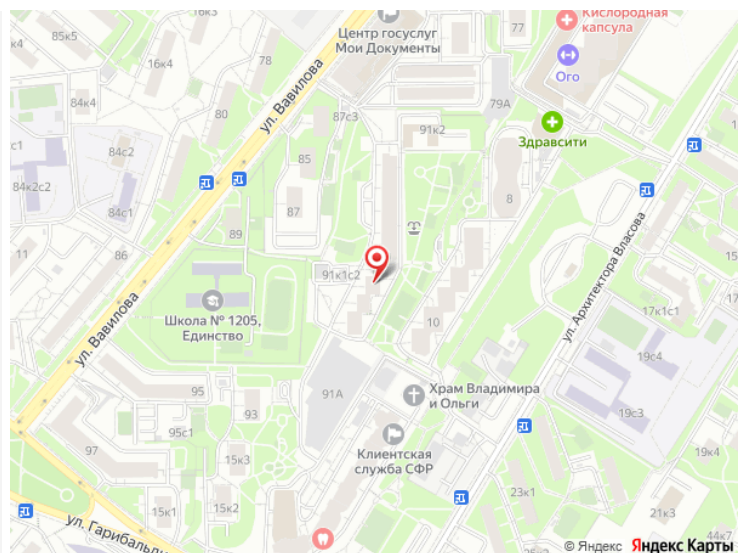 16к3
Кислородная
капсула
85к5
16к4
Центр госуслуг
Мои Документы
77
78
Ого
84к4
ул. Вавилова
79А
80
87с3
91к2
Здравсити
84с2
85
84к2с2
8
87
84с1
89
11
86
91к1с2
ул. Архитектора Власова
17к1с1
Школа № 1205,
Единство
10
ул. Вавилова
19с4
95
91А
Храм Владимира
и Ольги
93
19с3
95с1
97
Клиентская
служба СФР
15к3
19к4
23к1
15к1
15к2
21к3
ул. Гарибальди
44к7
© Яндекс Яндекс Карты